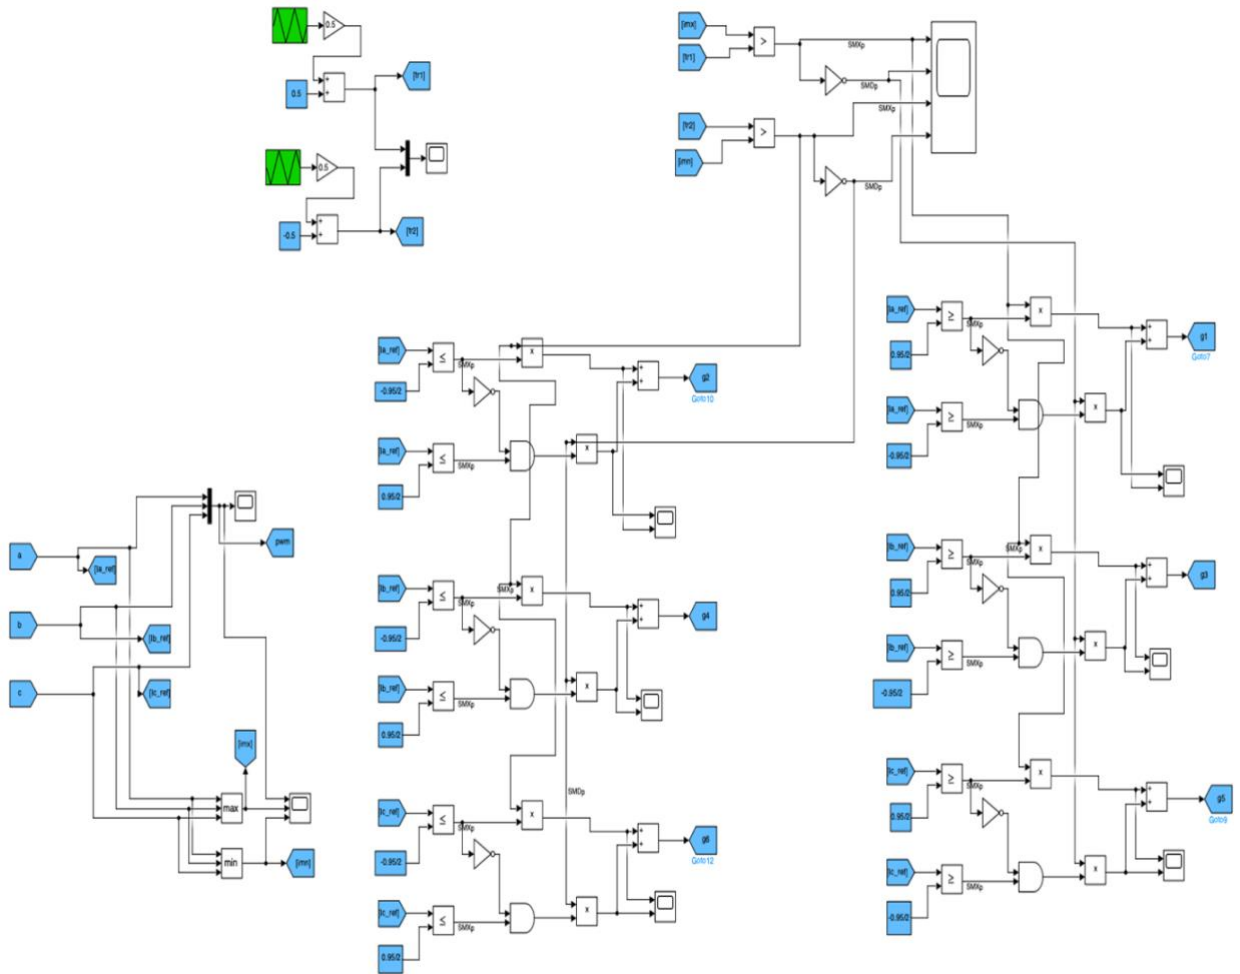 0.5
[tr1]
0.5
0.5
-0.5
[tr2]
[imx]
[tr1]
>
SMXp
SMDp
SMXp
[tr2]
[imn]
>
SMDp
[Ia_ref]
≤
SMXp
-0.95/2
x
+
+
g2
Goto10
[Ia_ref]
≤
SMXp
0.95/2
x
[Ib_ref]
≤
SMXp
SMXp
-0.95/2
x
+
+
g4
[Ib_ref]
≤
SMXp
0.95/2
x
SMDp
[Ic_ref]
≤
SMXp
-0.95/2
x
+
+
g6
Goto12
[Ic_ref]
≤
SMXp
0.95/2
x
[Ia_ref]
≥
SMXp
0.95/2
x
+
+
g1
Goto7
[Ia_ref]
≥
SMXp
-0.95/2
x
[Ib_ref]
≥
SMXp
SMXp
0.95/2
x
+
+
g3
[Ib_ref]
≥
SMXp
-0.95/2
x
[Ic_ref]
≥
SMXp
0.95/2
x
+
+
g5
Goto9
[Ic_ref]
≥
SMXp
-0.95/2
x
a
[Ia_ref]
pwm
b
[Ib_ref]
c
[Ic_ref]
[imx]
max
min
[imn]
+
+
+
+